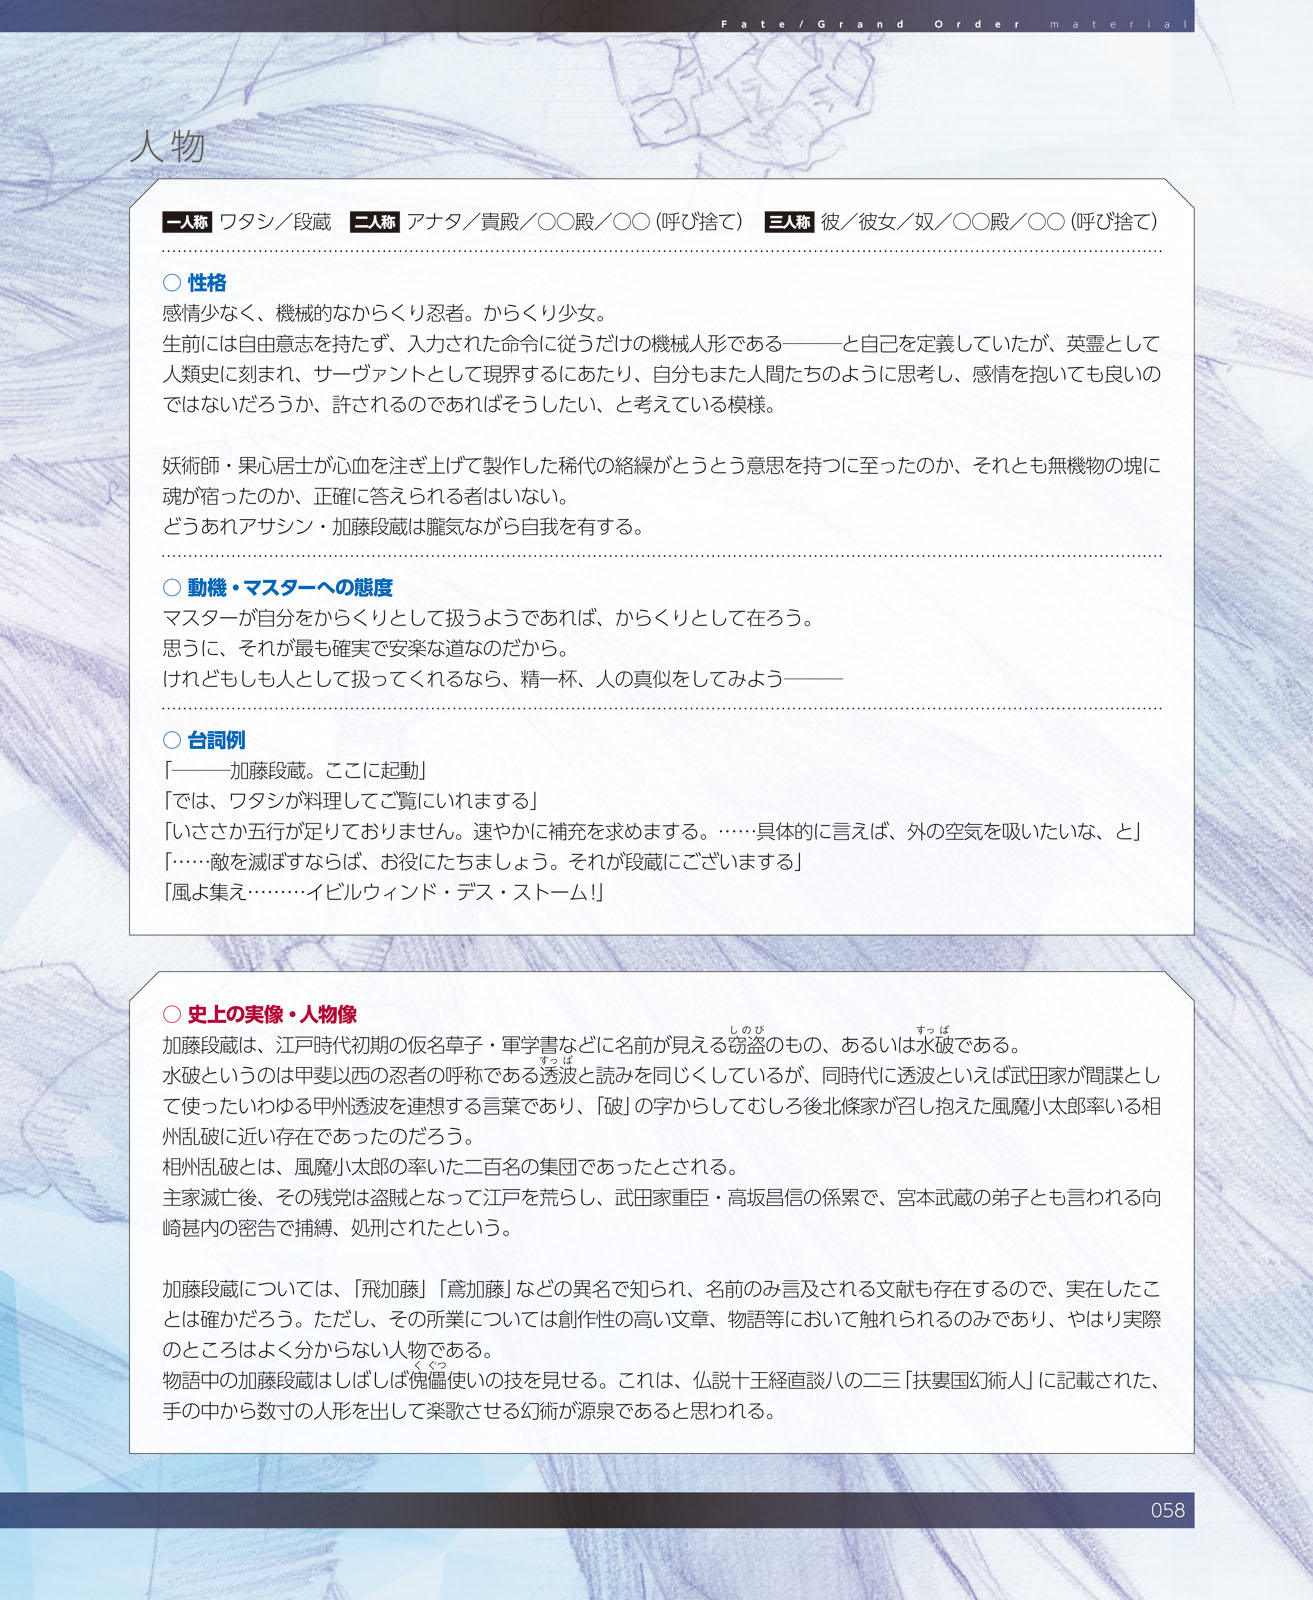 Fate/Grand Order material
人物
一人称 ワタシ／段蔵 二人称 アナタ／貴殿／○○殿／○○（呼び捨て） 三人称 彼／彼女／奴／○○殿／○○（呼び捨て）
○ 性格
感情少なく、機械的なからくり忍者。からくり少女。
生前には自由意志を持たず、入力された命令に従うだけの機械人形である───と自己を定義していたが、英霊として
人類史に刻まれ、サーヴァントとして現界するにあたり、自分もまた人間たちのように思考し、感情を抱いても良いの
ではないだろうか、許されるのであればそうしたい、と考えている模様。
妖術師・果心居士が心血を注ぎ上げて製作した稀代の絡繰がとうとう意思を持つに至ったのか、それとも無機物の塊に
魂が宿ったのか、正確に答えられる者はいない。
どうあれアサシン・加藤段蔵は朧気ながら自我を有する。
○ 動機・マスターへの態度
マスターが自分をからくりとして扱うようであれば、からくりとして在ろう。
思うに、それが最も確実で安楽な道なのだから。
けれどもしも人として扱ってくれるなら、精一杯、人の真似をしてみよう───
○ 台詞例
「───加藤段蔵。ここに起動」
「では、ワタシが料理してご覧にいれまする」
「いささか五行が足りておりません。速やかに補充を求めまする。……具体的に言えば、外の空気を吸いたいな、と」
「……敵を滅ぼすならば、お役にたちましょう。それが段蔵にございまする」
「風よ集え………イビルウィンド・デス・ストーム！」
○ 史上の実像・人物像
しのび すっぱ
加藤段蔵は、江戸時代初期の仮名草子・軍学書などに名前が見える窃盗のもの、あるいは水破である。
すっぱ
水破というのは甲斐以西の忍者の呼称である透波と読みを同じくしているが、同時代に透波といえば武田家が間諜とし
て使ったいわゆる甲州透波を連想する言葉であり、「破」の字からしてむしろ後北條家が召し抱えた風魔小太郎率いる相
州乱破に近い存在であったのだろう。
相州乱破とは、風魔小太郎の率いた二百名の集団であったとされる。
主家滅亡後、その残党は盗賊となって江戸を荒らし、武田家重臣・高坂昌信の係累で、宮本武蔵の弟子とも言われる向
崎甚内の密告で捕縛、処刑されたという。
加藤段蔵については、「飛加藤」「鳶加藤」などの異名で知られ、名前のみ言及される文献も存在するので、実在したこ
とは確かだろう。ただし、その所業については創作性の高い文章、物語等において触れられるのみであり、やはり実際
のところはよく分からない人物である。
くぐつ
物語中の加藤段蔵はしばしば傀儡使いの技を見せる。これは、仏説十王経直談八の二三「扶婁国幻術人」に記載された、
手の中から数寸の人形を出して楽歌させる幻術が源泉であると思われる。
058